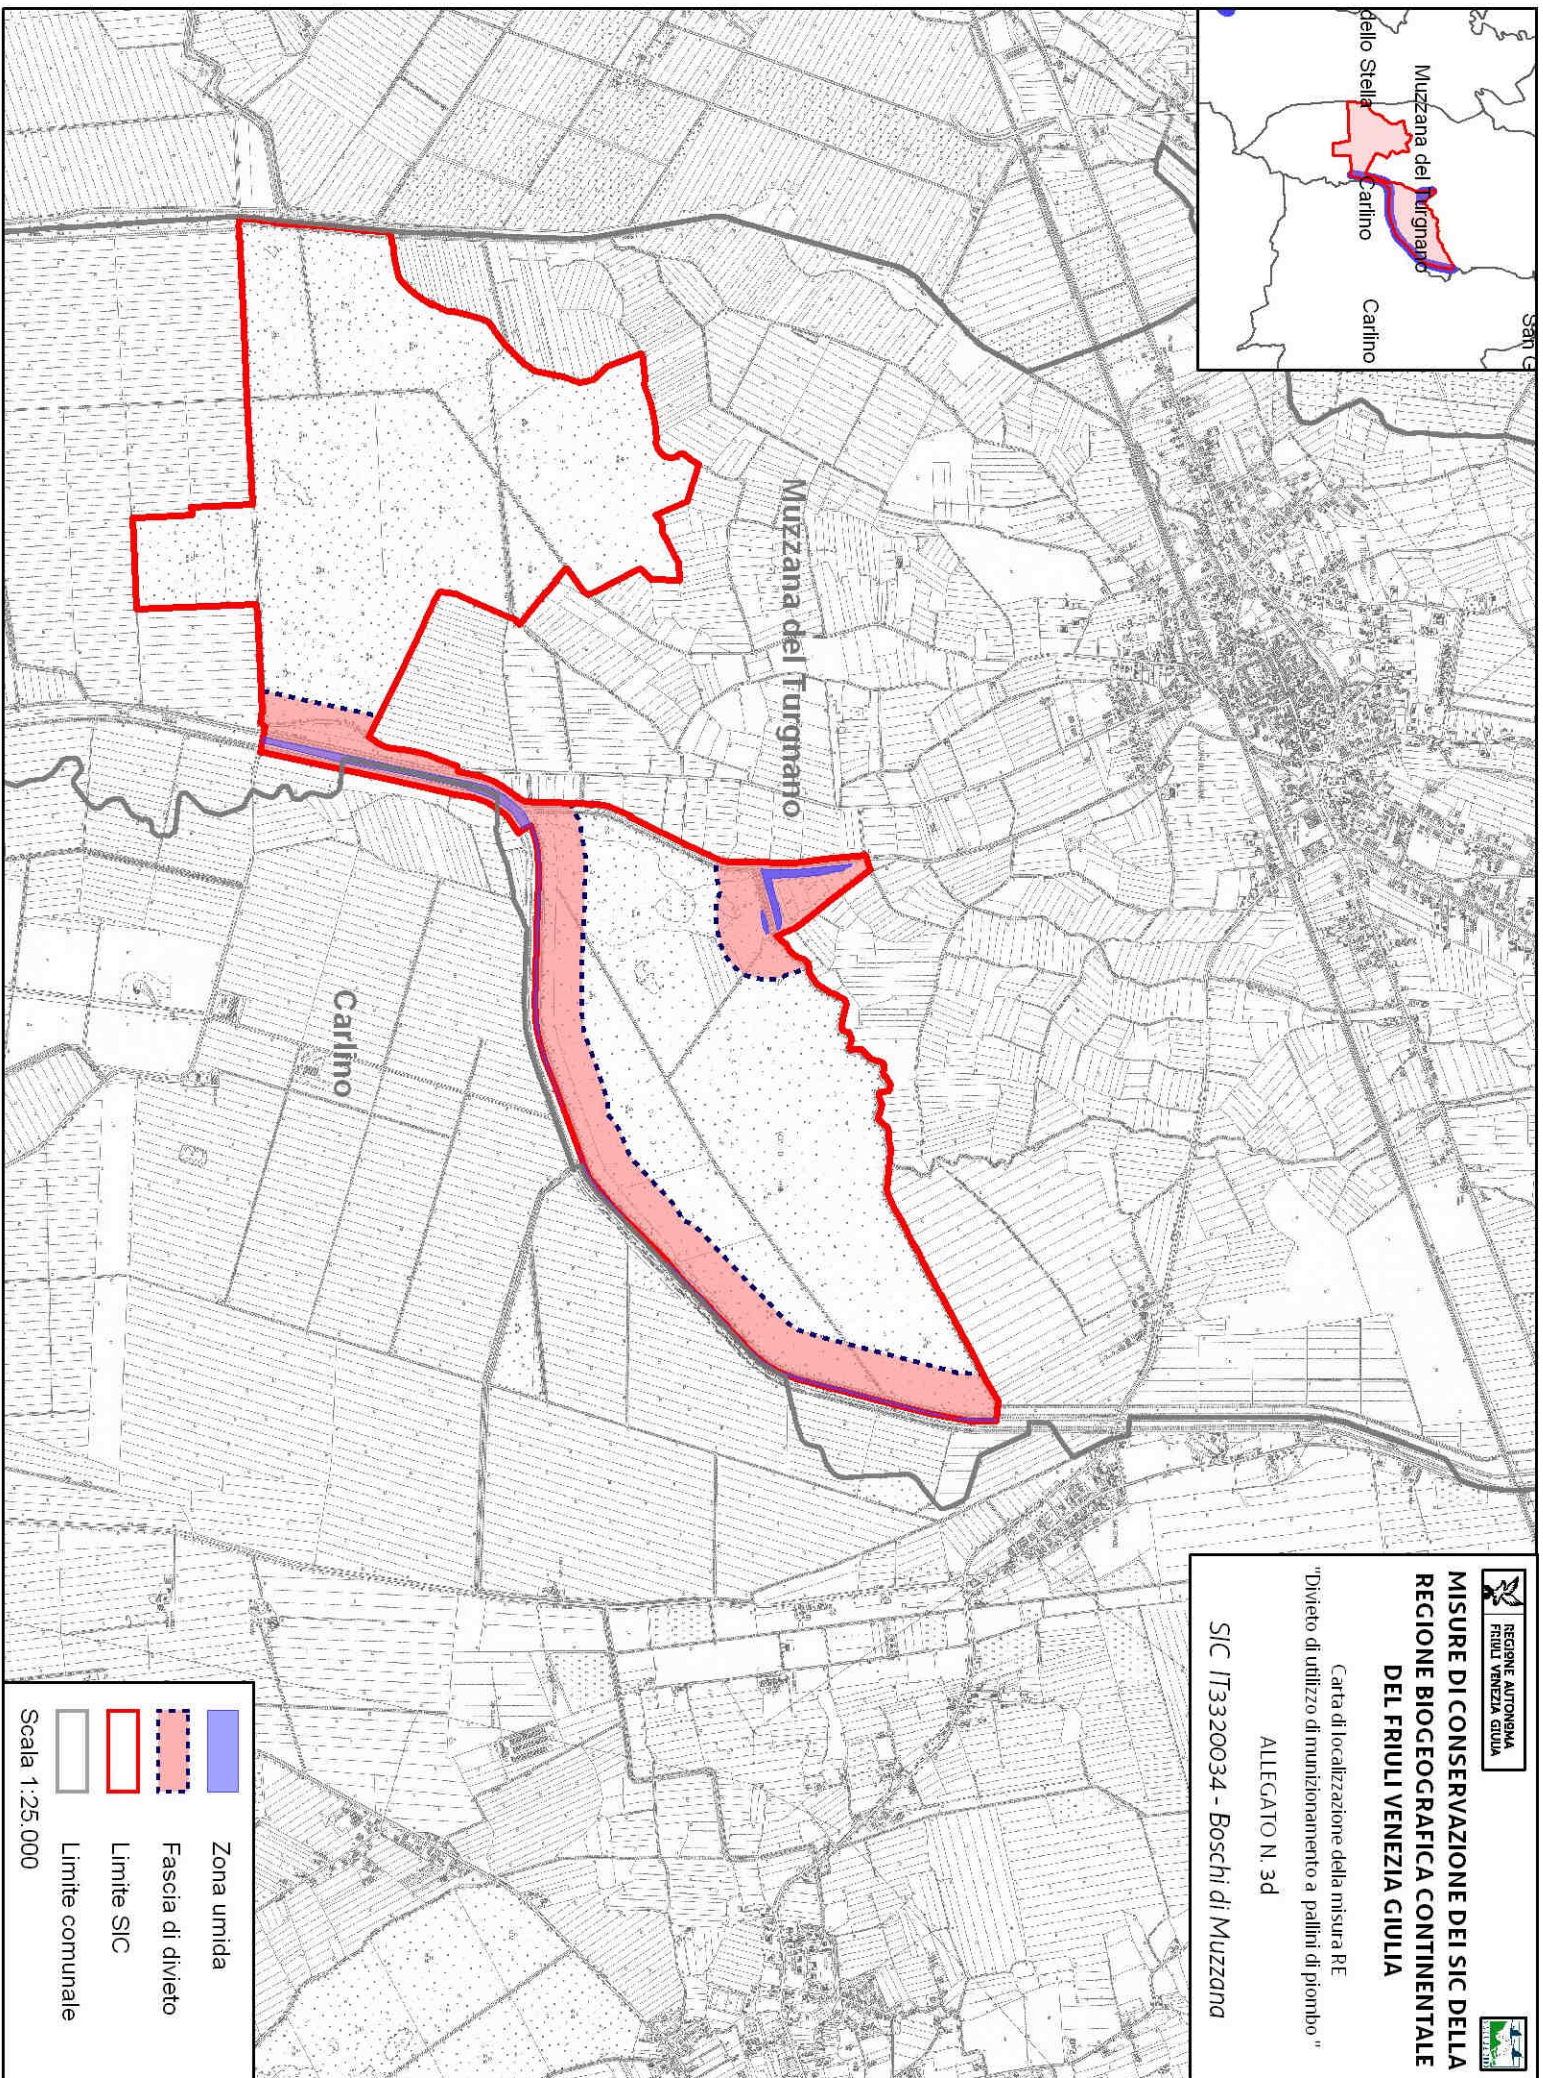 REGIONE AUTONOMA
FRIULI VENEZIA GIULIA
MISURE DI CONSERVAZIONE DEI SIC DELLA
REGIONE BIOGEOGRAFICA CONTINENTALE
DEL FRIULI VENEZIA GIULIA
Carta di localizzazione della misura RE
"Divieto di utilizzo di munizionamento a pallini di piombo"
ALLEGATO N. 3d
SIC IT3320034 - Boschi di Muzzana
Zona umida
Fascia di divieto
Limite SIC
Limite comunale
Scala 1:25.000
San G
Muzzana del Turgnano
dello Stella
Carlino
Carlino
Muzzana del Turgnano
Carlino